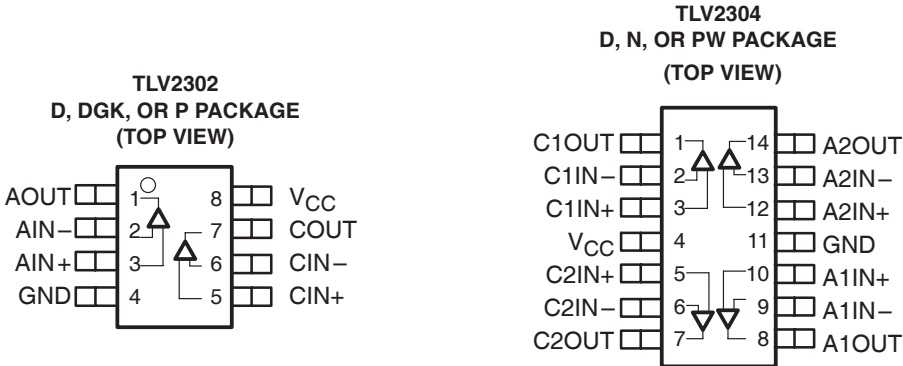 TLV2302
D, DGK, OR P PACKAGE
(TOP VIEW)
AOUT 1 8 VCC
AIN− 2 7 COUT
AIN+ 3 6 CIN−
GND 4 5 CIN+
TLV2304
D, N, OR PW PACKAGE
(TOP VIEW)
C1OUT 1 14 A2OUT
C1IN− 2 13 A2IN−
C1IN+ 3 12 A2IN+
VCC 4 11 GND
C2IN+ 5 10 A1IN+
C2IN− 6 9 A1IN−
C2OUT 7 8 A1OUT